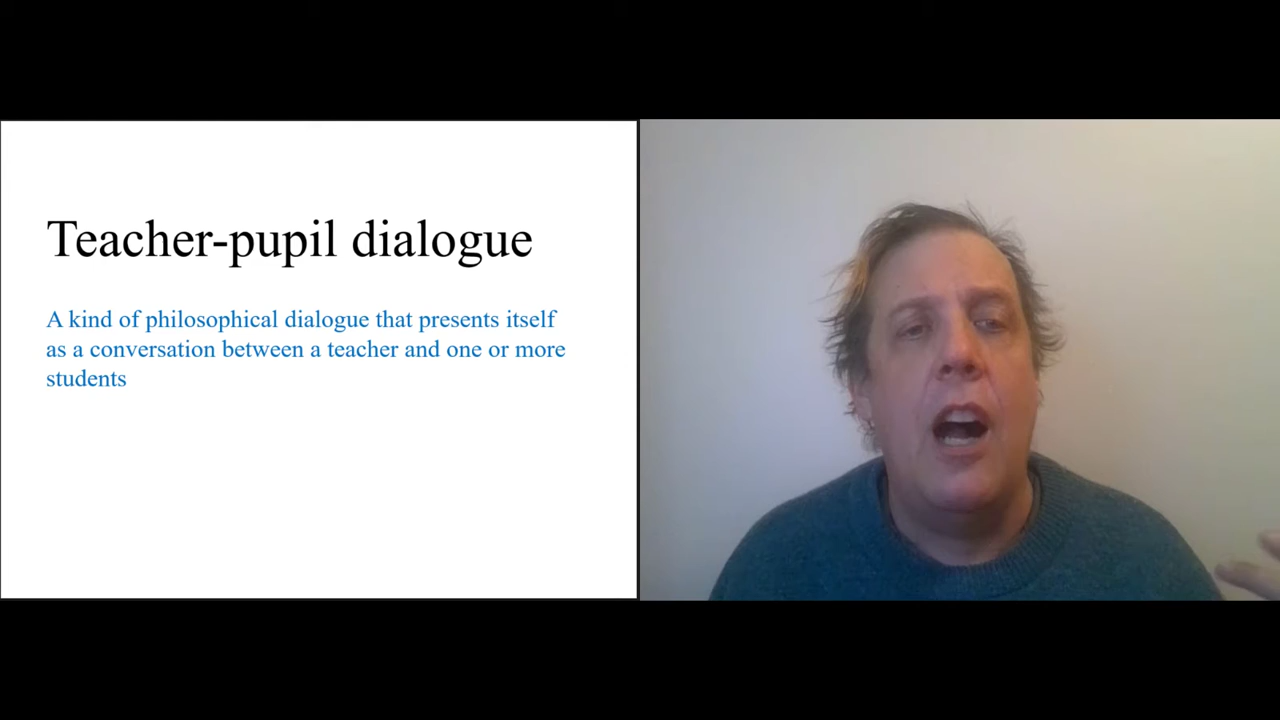 Teacher-pupil dialogue
A kind of philosophical dialogue that presents itself
as a conversation between a teacher and one or more
students